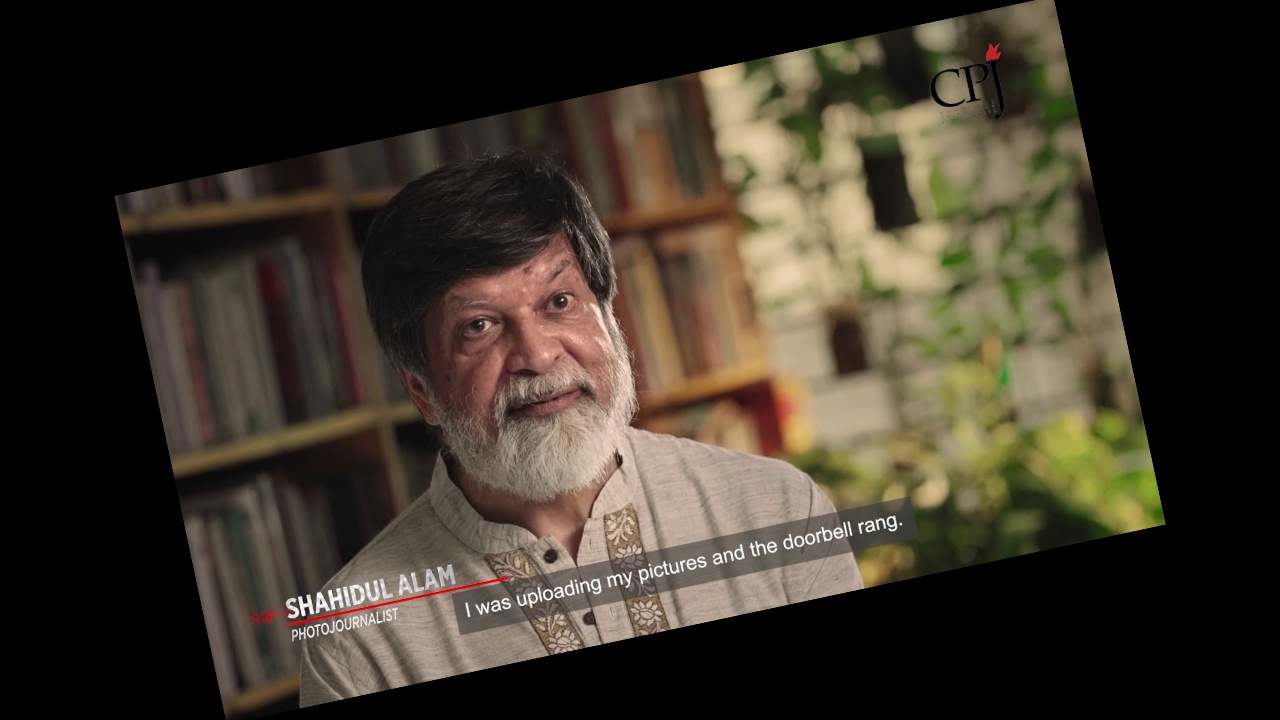 CPJ
SHAHIDUL ALAM
PHOTOJOURNALIST
I was uploading my pictures and the doorbell rang.